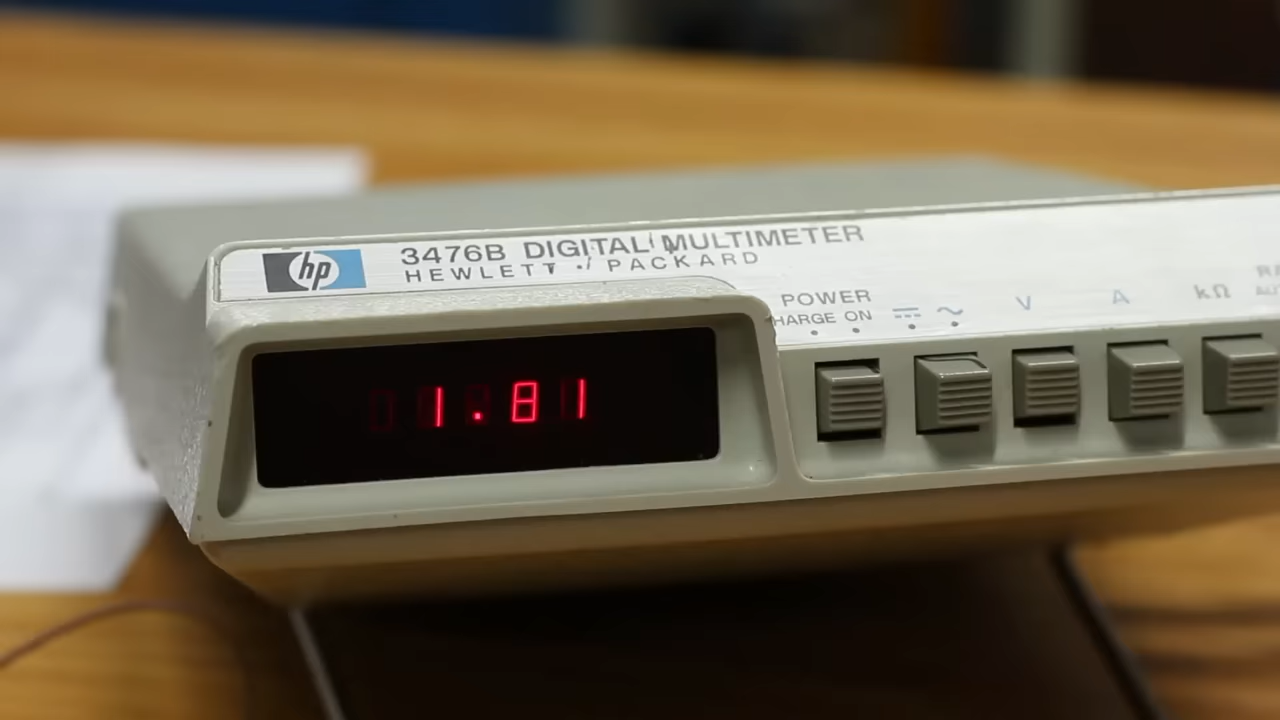 hp
3476B DIGITAL MULTIMETER
HEWLETT · PACKARD
POWER
HARGE ON
V
A
kΩ
1.81